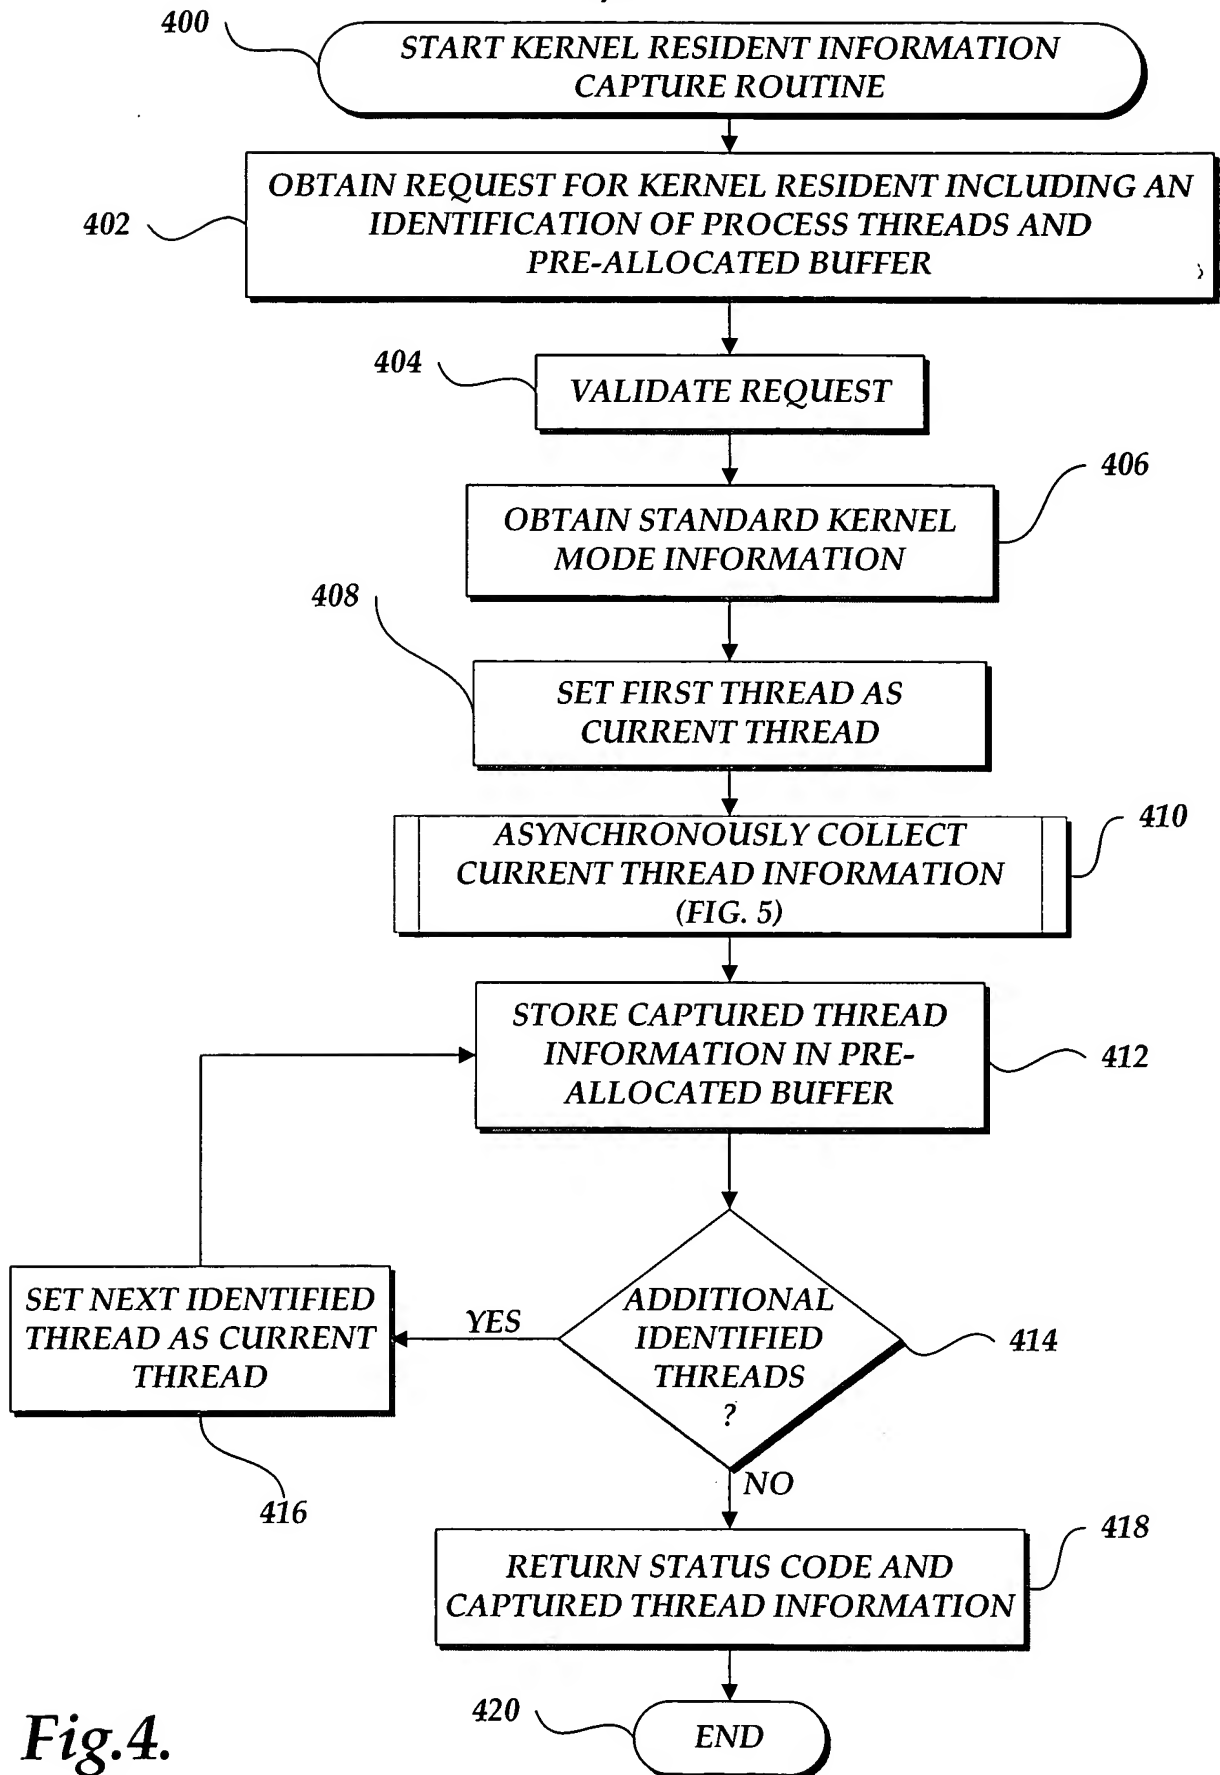 400
START KERNEL RESIDENT INFORMATION
CAPTURE ROUTINE
OBTAIN REQUEST FOR KERNEL RESIDENT INCLUDING AN
IDENTIFICATION OF PROCESS THREADS AND
PRE-ALLOCATED BUFFER
402
404
VALIDATE REQUEST
406
OBTAIN STANDARD KERNEL
MODE INFORMATION
408
SET FIRST THREAD AS
CURRENT THREAD
410
ASYNCHRONOUSLY COLLECT
CURRENT THREAD INFORMATION
(FIG. 5)
STORE CAPTURED THREAD
INFORMATION IN PRE-
ALLOCATED BUFFER
412
SET NEXT IDENTIFIED
THREAD AS CURRENT
THREAD
416
YES
ADDITIONAL
IDENTIFIED
THREADS
?
414
NO
418
RETURN STATUS CODE AND
CAPTURED THREAD INFORMATION
420
END
Fig.4.